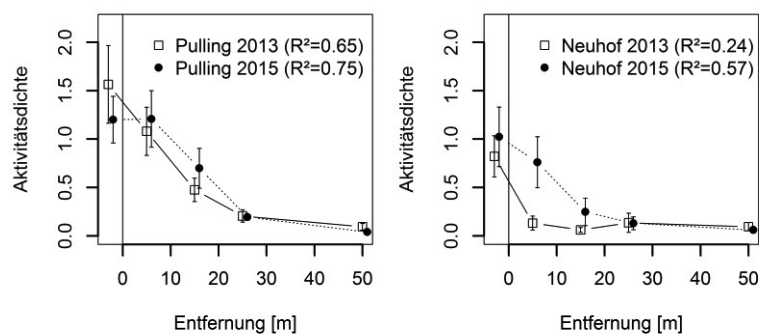 Pulling 2013 (R²=0.65)
Pulling 2015 (R²=0.75)
Aktivitätsdichte
0.0
0.5
1.0
1.5
2.0
0 10 20 30 40 50
Entfernung [m]
Neuhof 2013 (R²=0.24)
Neuhof 2015 (R²=0.57)
Aktivitätsdichte
0.0
0.5
1.0
1.5
2.0
0 10 20 30 40 50
Entfernung [m]